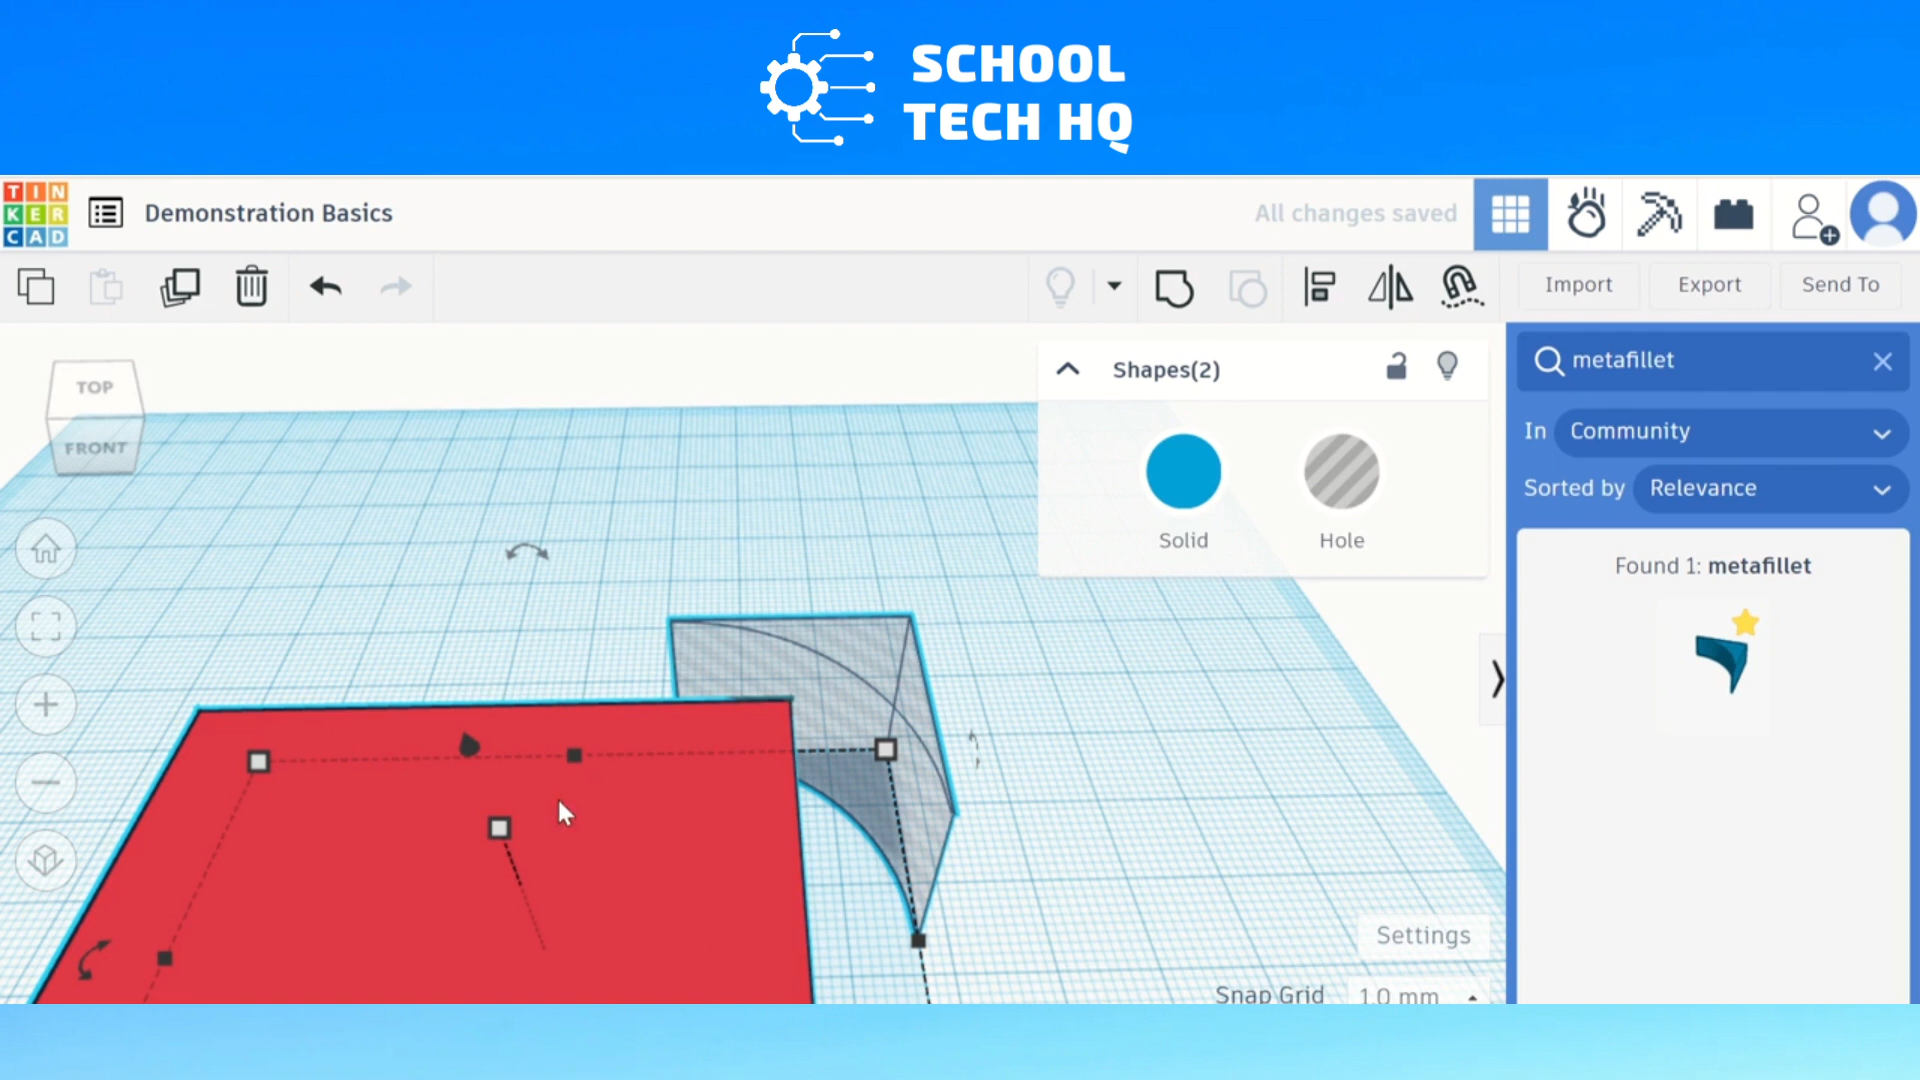 SCHOOL
TECH HQ
TIN
KER
CAD
Demonstration Basics
All changes saved
Import
Export
Send To
TOP
FRONT
Shapes(2)
Solid
Hole
metafillet
In
Community
Sorted by
Relevance
Found 1: metafillet
Settings
Snap Grid
1.0 mm